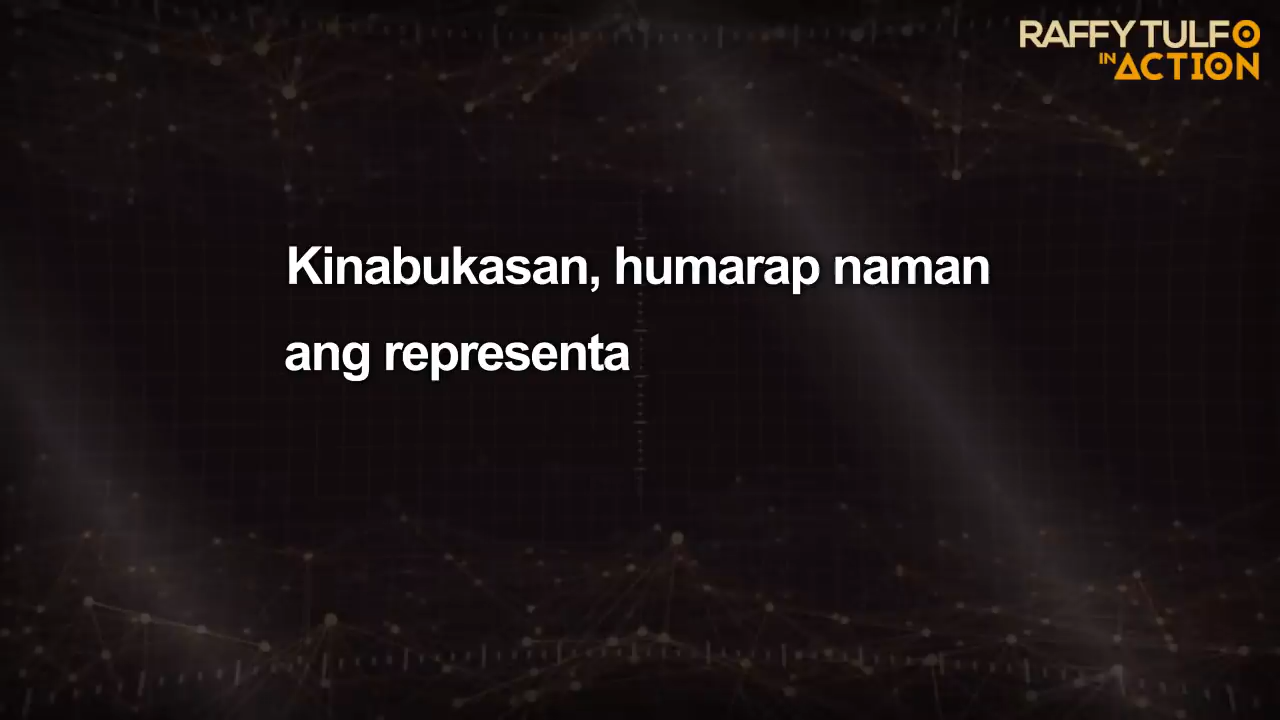 RAFFY TULFO
IN ACTION
Kinabukasan, humarap naman
ang representa